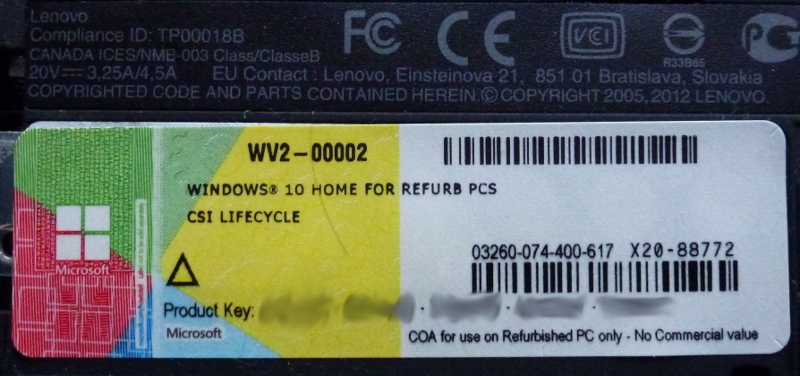 Lenovo
Compliance ID: TP00018B
CANADA ICES/NMB-003 Class/ClasseB
20V⎓3,25A/4,5A EU Contact : Lenovo, Einsteinova 21, 851 01 Bratislava, Slovakia
COPYRIGHTED CODE AND PARTS CONTAINED HEREIN.©COPYRIGHT 2005, 2012 LENOVO.
FC CE VCI R33B65 PG
WV2-00002
WINDOWS® 10 HOME FOR REFURB PCS
CSI LIFECYCLE
Microsoft
03260-074-400-617 X20-88772
Product Key:
Microsoft
COA for use on Refurbished PC only - No Commercial value